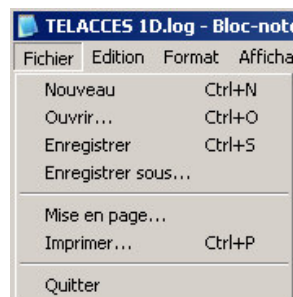 TELACCES 1D.log - Bloc-note
Fichier Edition Format Afficha
Nouveau Ctrl+N
Ouvrir... Ctrl+O
Enregistrer Ctrl+S
Enregistrer sous...
Mise en page...
Imprimer... Ctrl+P
Quitter